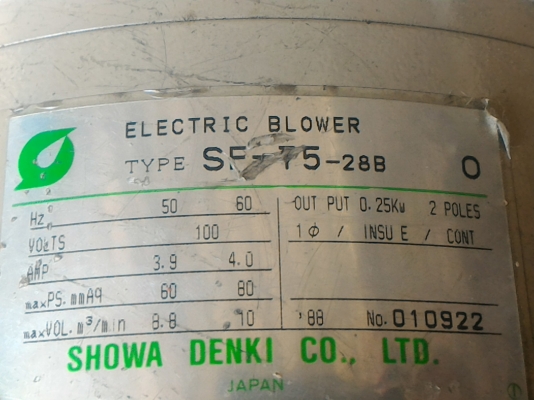 ELECTRIC BLOWER
TYPE SF-75-28B O
Hz 50 60 OUT PUT 0.25Kw 2 POLES
VOLTS 100 1Φ / INSU E / CONT
AMP 3.9 4.0
maxPS.mmAq 60 80
maxVOL.m³/min 8.8 10 '88 No.010922
SHOWA DENKI CO., LTD.
JAPAN